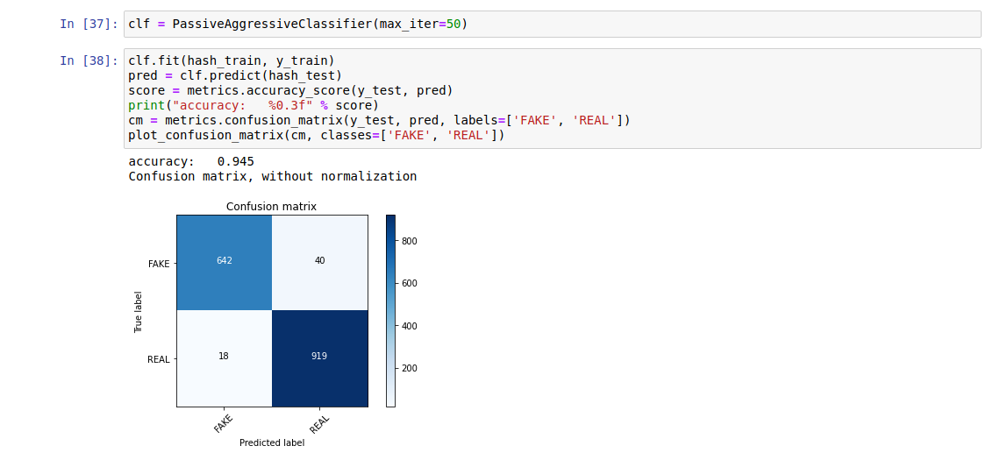 In [37]: clf = PassiveAggressiveClassifier(max_iter=50)
In [38]: clf.fit(hash_train, y_train)
pred = clf.predict(hash_test)
score = metrics.accuracy_score(y_test, pred)
print("accuracy:   %0.3f" % score)
cm = metrics.confusion_matrix(y_test, pred, labels=['FAKE', 'REAL'])
plot_confusion_matrix(cm, classes=['FAKE', 'REAL'])
accuracy:   0.945
Confusion matrix, without normalization
Confusion matrix
FAKE 642 40
REAL 18 919
True label
FAKE REAL
Predicted label
800
600
400
200